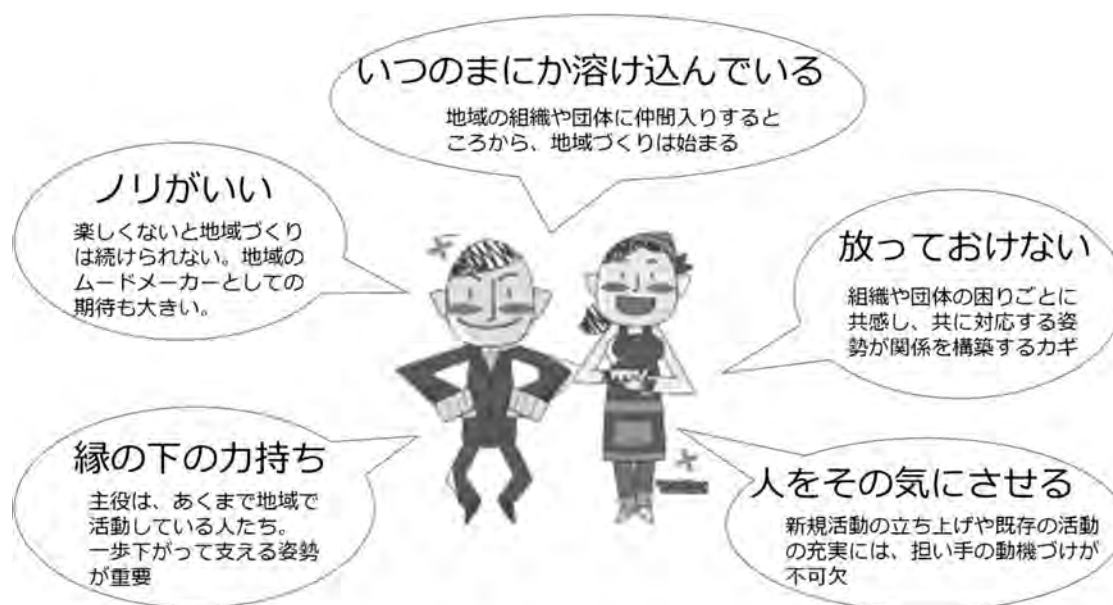 いつのまにか溶け込んでいる
地域の組織や団体に仲間入りすると
ころから、地域づくりは始まる
ノリがいい
楽しくないと地域づくり
は続けられない。地域の
ムードメーカーとしての
期待も大きい。
放っておけない
組織や団体の困りごとに
共感し、共に対応する姿
勢が関係を構築するカギ
縁の下の力持ち
主役は、あくまで地域で
活動している人たち。
一歩下がって支える姿勢
が重要
人をその気にさせる
新規活動の立ち上げや既存の活動
の充実には、担い手の動機づけが
不可欠